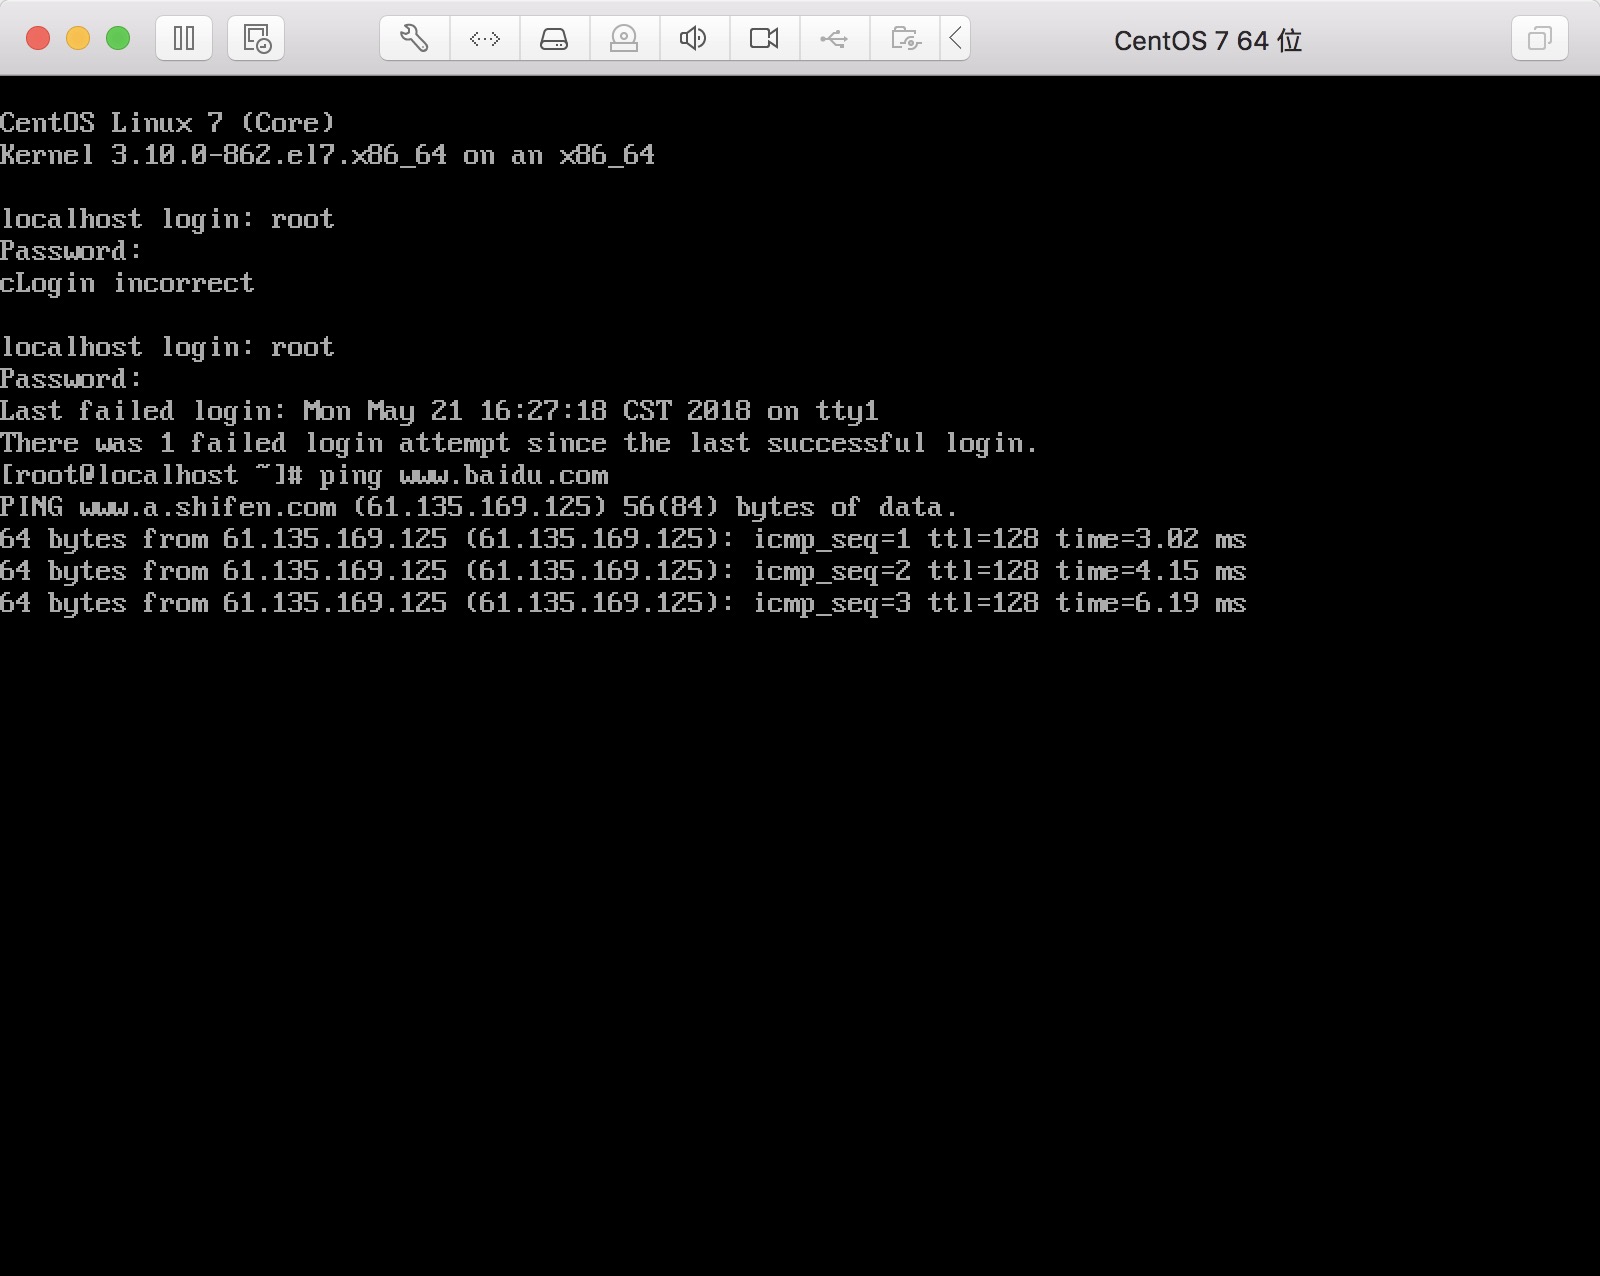 CentOS 7 64 位
CentOS Linux 7 (Core)
Kernel 3.10.0-862.el7.x86_64 on an x86_64
localhost login: root
Password:
cLogin incorrect
localhost login: root
Password:
Last failed login: Mon May 21 16:27:18 CST 2018 on tty1
There was 1 failed login attempt since the last successful login.
[root@localhost ~]# ping www.baidu.com
PING www.a.shifen.com (61.135.169.125) 56(84) bytes of data.
64 bytes from 61.135.169.125 (61.135.169.125): icmp_seq=1 ttl=128 time=3.02 ms
64 bytes from 61.135.169.125 (61.135.169.125): icmp_seq=2 ttl=128 time=4.15 ms
64 bytes from 61.135.169.125 (61.135.169.125): icmp_seq=3 ttl=128 time=6.19 ms